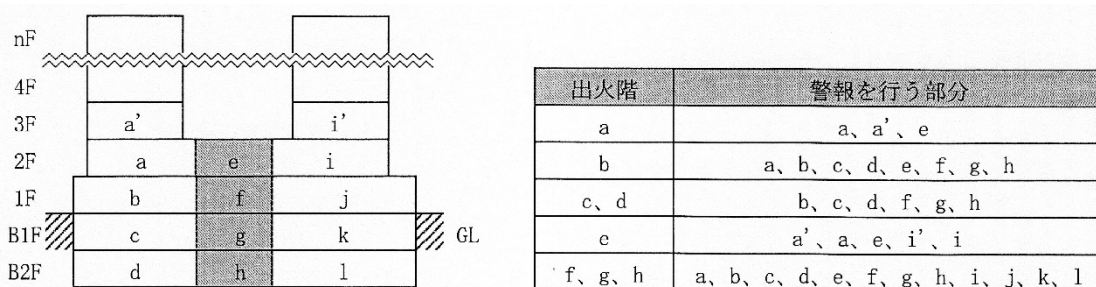 nF
4F
3F a' i'
2F a e i
1F b f j
B1F c g k GL
B2F d h l
出火階 警報を行う部分
a a、a'、e
b a、b、c、d、e、f、g、h
c、d b、c、d、f、g、h
e a'、a、e、i'、i
f、g、h a、b、c、d、e、f、g、h、i、j、k、l